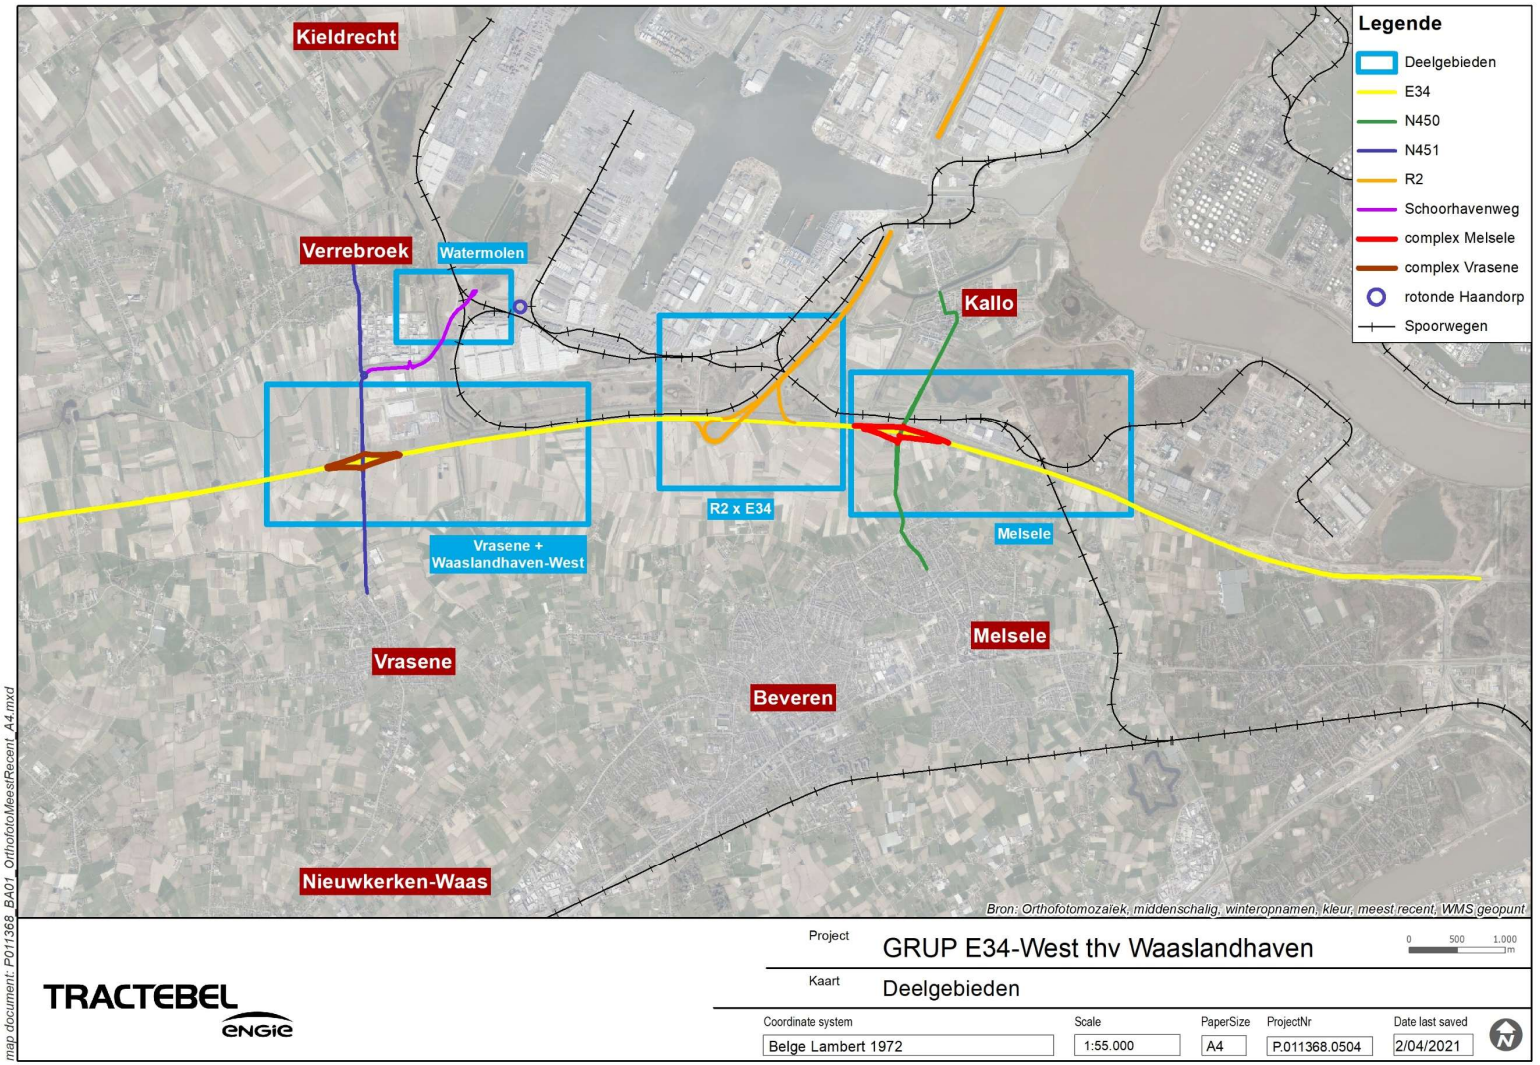 Kieldrecht
Verrebroek
Watermolen
Kallo
R2 x E34
Melsele
Vrasene +
Waaslandhaven-West
Vrasene
Melsele
Beveren
Nieuwkerken-Waas
Legende
Deelgebieden
E34
N450
N451
R2
Schoorhavenweg
complex Melsele
complex Vrasene
rotonde Haandorp
Spoorwegen
Bron: Orthofotomozaïek, middenschalig, winteropnamen, kleur, meest recent, WMS geopunt
map document: P011368_BA01_OrthofotoMeestRecent_A4.mxd
TRACTEBEL
ENGIE
Project
GRUP E34-West thv Waaslandhaven
0 500 1.000
m
Kaart
Deelgebieden
Coordinate system
Belge Lambert 1972
Scale
1:55.000
PaperSize
A4
ProjectNr
P.011368.0504
Date last saved
2/04/2021
N